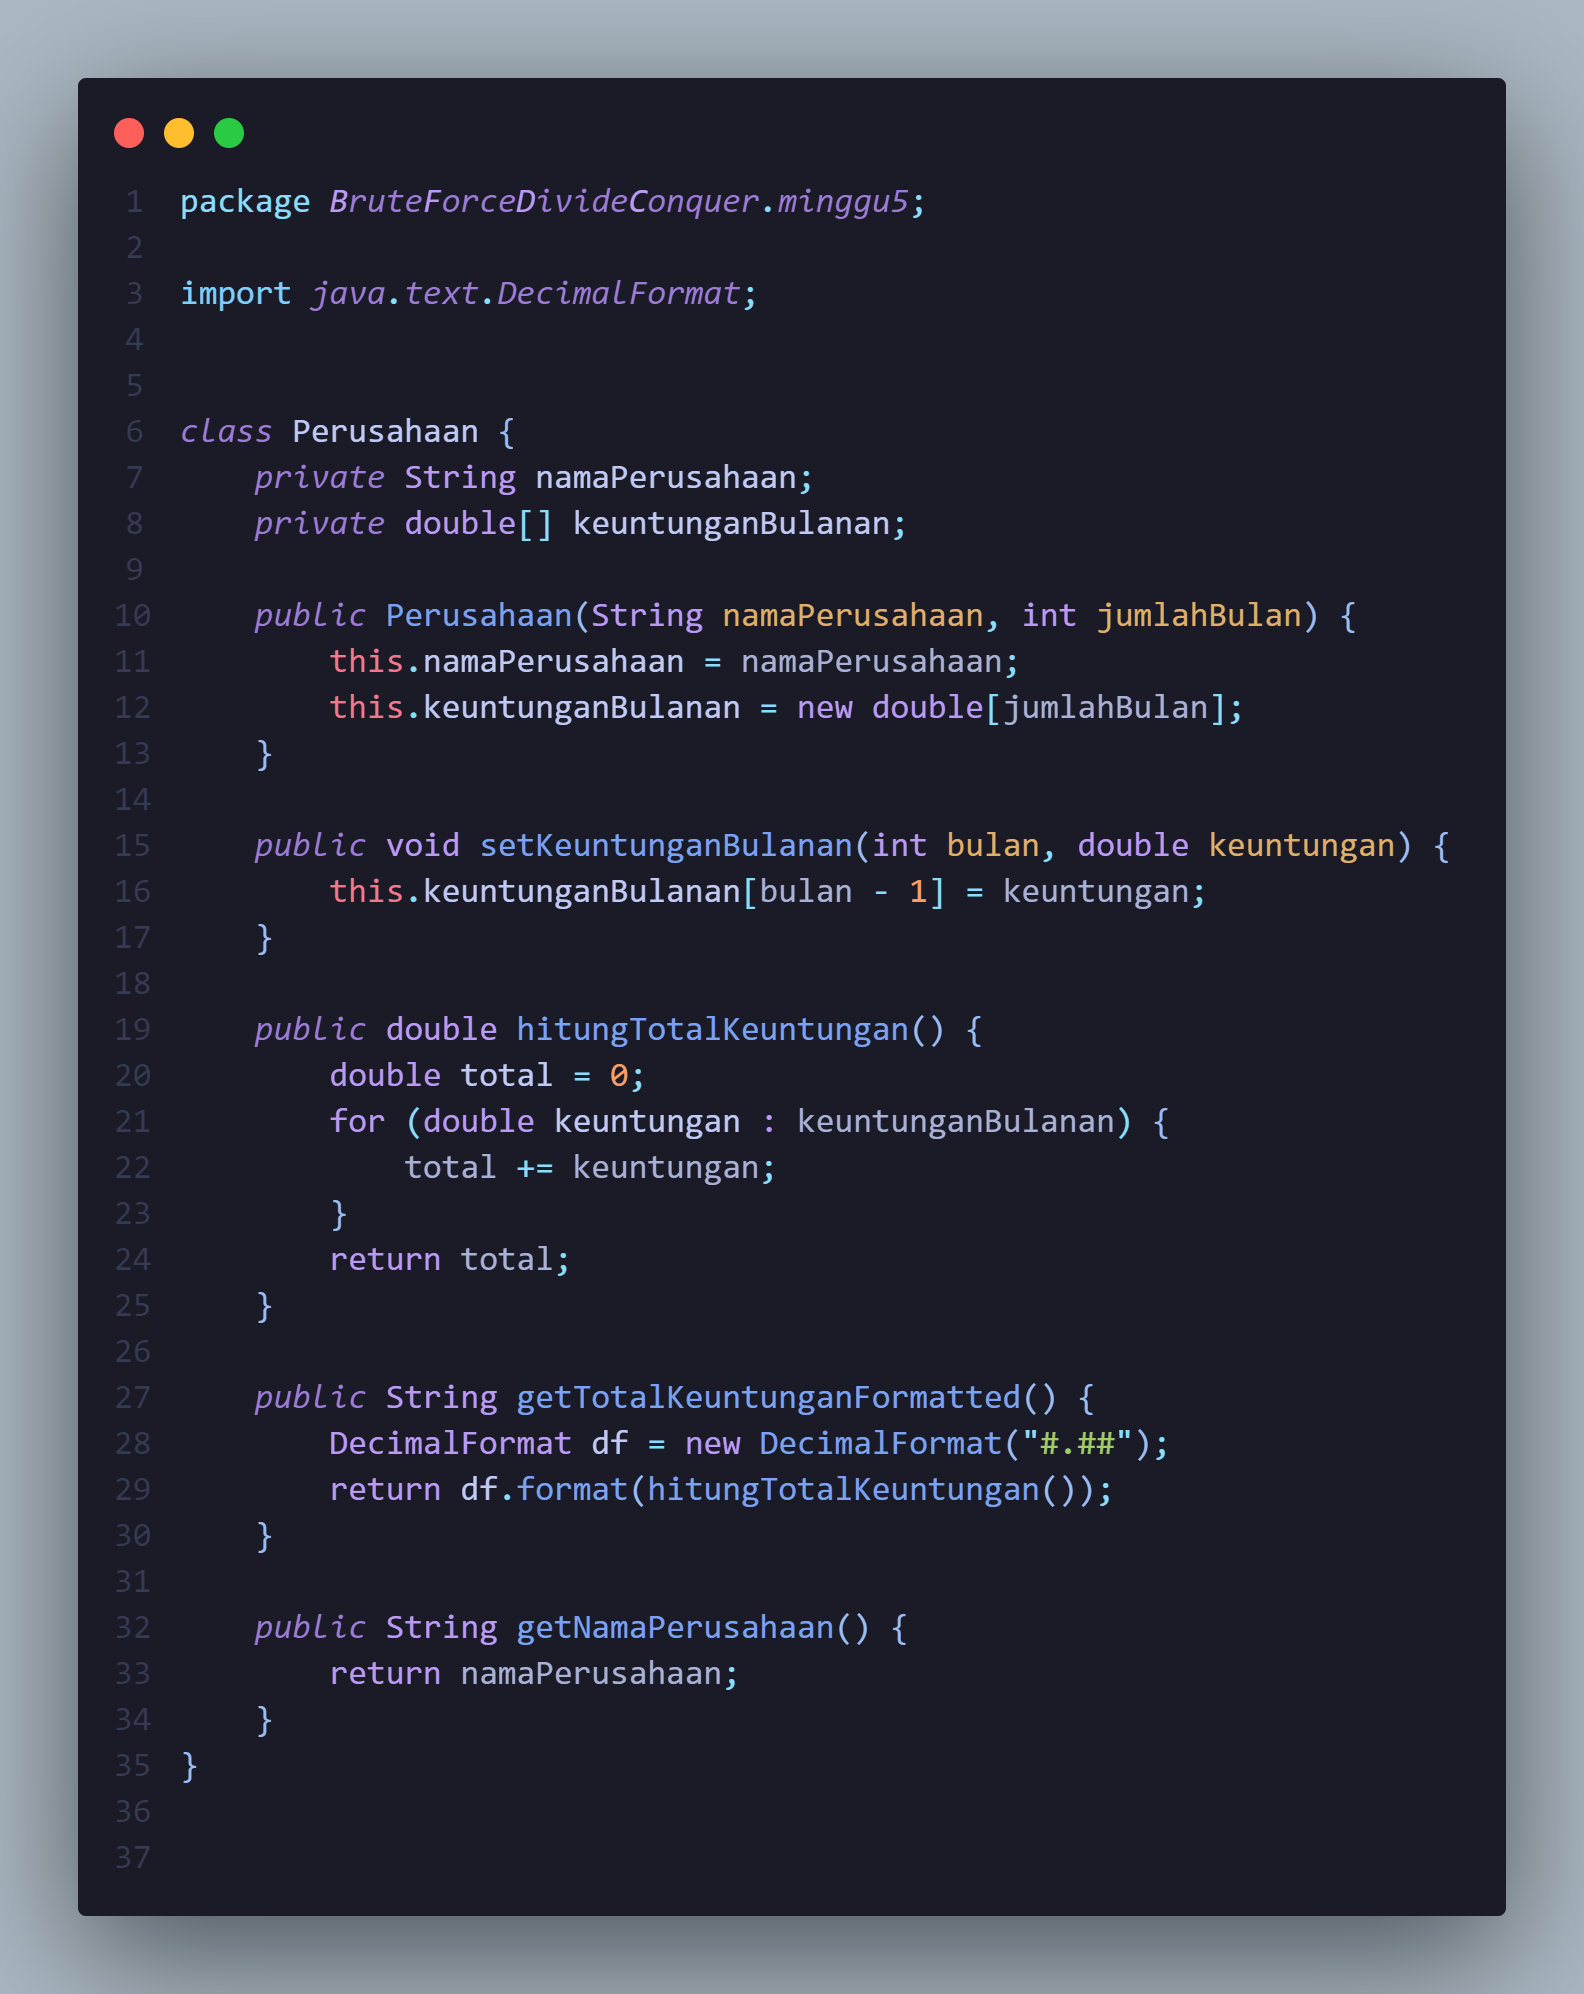 1 package BruteForceDivideConquer.minggu5;
2
3 import java.text.DecimalFormat;
4
5
6 class Perusahaan {
7     private String namaPerusahaan;
8     private double[] keuntunganBulanan;
9
10     public Perusahaan(String namaPerusahaan, int jumlahBulan) {
11         this.namaPerusahaan = namaPerusahaan;
12         this.keuntunganBulanan = new double[jumlahBulan];
13     }
14
15     public void setKeuntunganBulanan(int bulan, double keuntungan) {
16         this.keuntunganBulanan[bulan - 1] = keuntungan;
17     }
18
19     public double hitungTotalKeuntungan() {
20         double total = 0;
21         for (double keuntungan : keuntunganBulanan) {
22             total += keuntungan;
23         }
24         return total;
25     }
26
27     public String getTotalKeuntunganFormatted() {
28         DecimalFormat df = new DecimalFormat("#.##");
29         return df.format(hitungTotalKeuntungan());
30     }
31
32     public String getNamaPerusahaan() {
33         return namaPerusahaan;
34     }
35 }
36
37